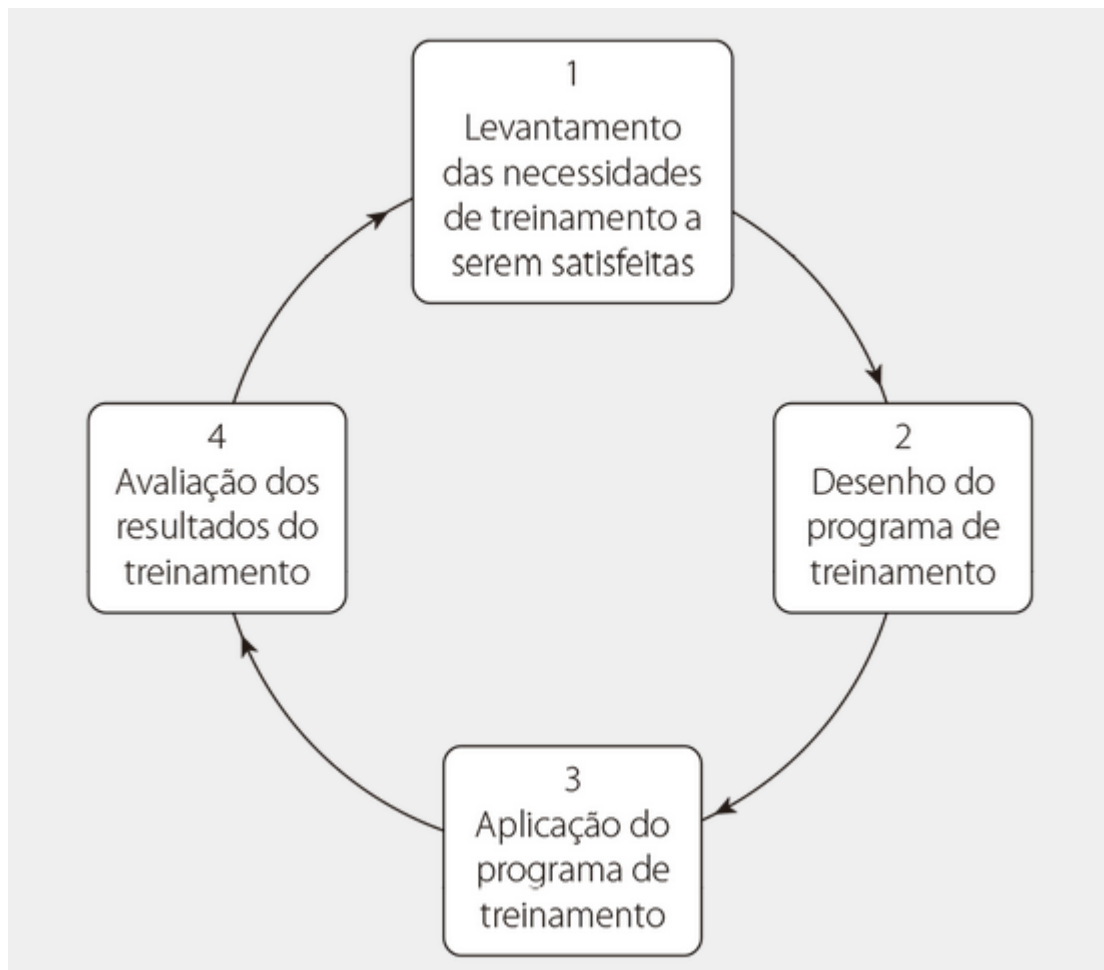 1
Levantamento
das necessidades
de treinamento a
serem satisfeitas
2
Desenho do
programa de
treinamento
3
Aplicação do
programa de
treinamento
4
Avaliação dos
resultados do
treinamento